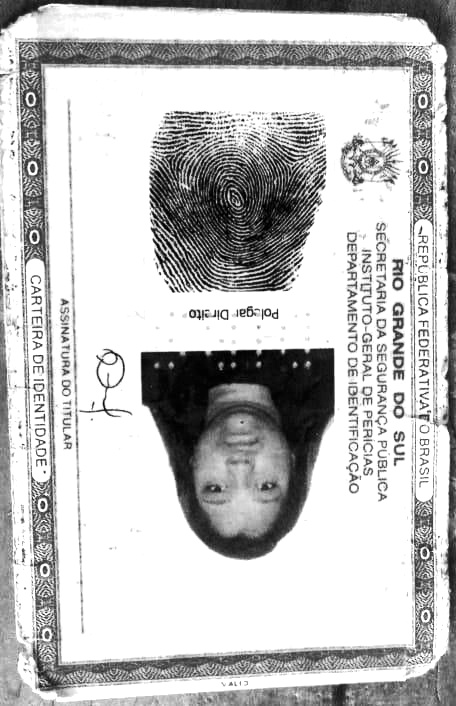 REPÚBLICA FEDERATIVA DO BRASIL
RIO GRANDE DO SUL
SECRETARIA DA SEGURANÇA PÚBLICA
INSTITUTO-GERAL DE PERÍCIAS
DEPARTAMENTO DE IDENTIFICAÇÃO
Polegar Direito
ASSINATURA DO TITULAR
CARTEIRA DE IDENTIDADE